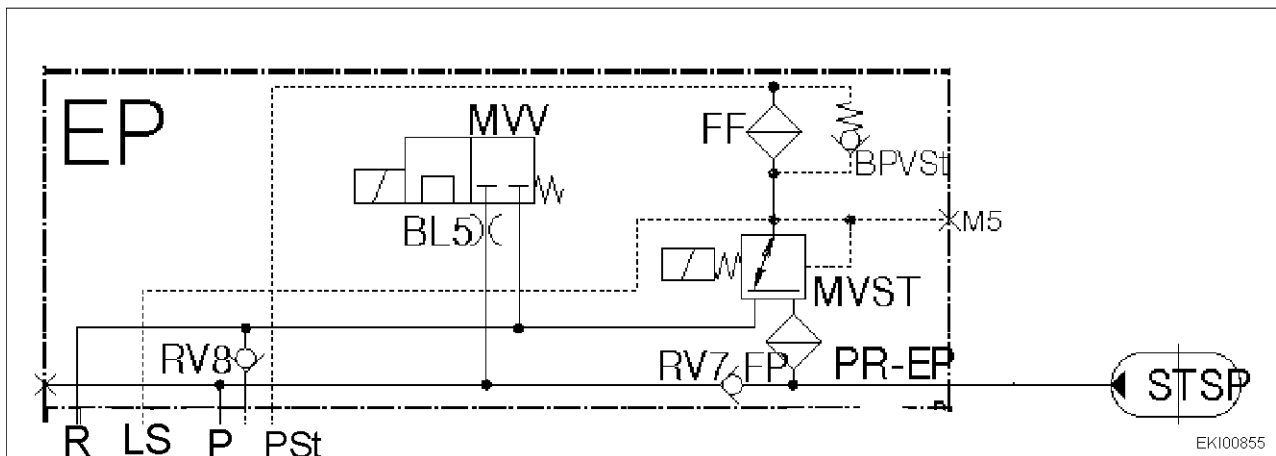 EP
MVV
FF
BPVSt
BL5
M5
MVST
RV8
RV7
FP
PR-EP
STSP
R
LS
P
PSt
EKI00855